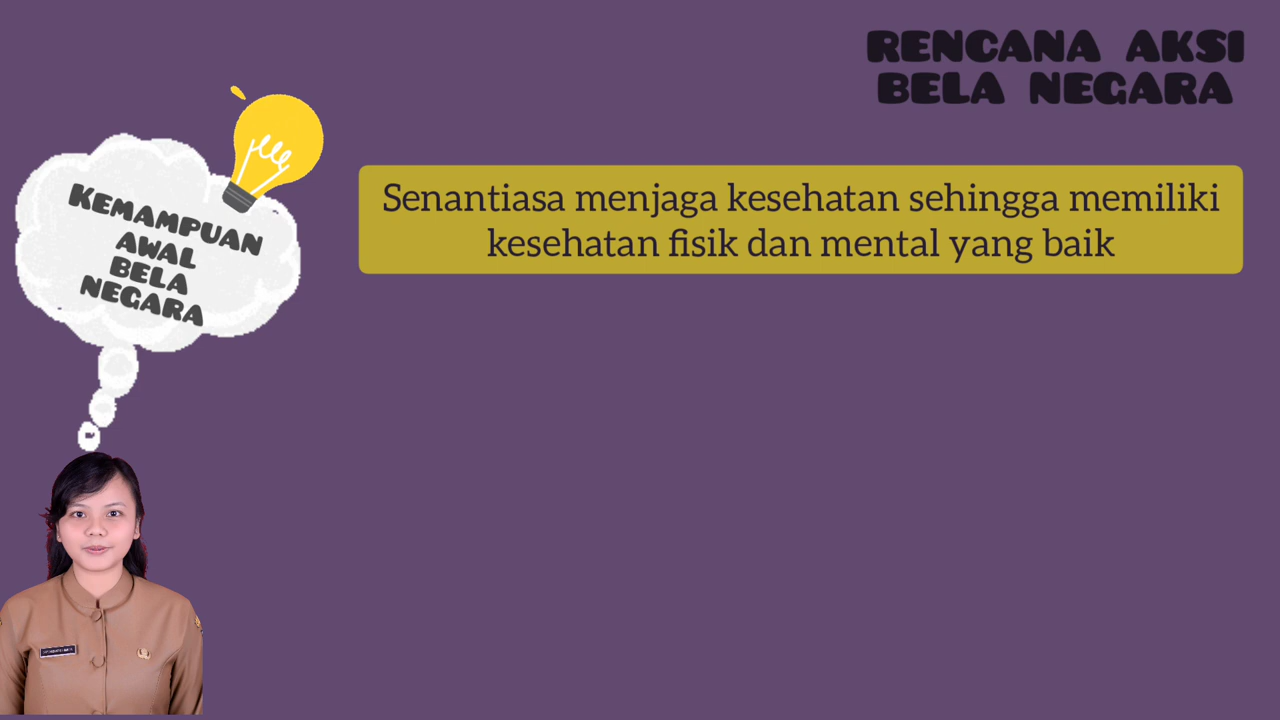 RENCANA AKSI
BELA NEGARA
KEMAMPUAN
AWAL
BELA
NEGARA
Senantiasa menjaga kesehatan sehingga memiliki
kesehatan fisik dan mental yang baik